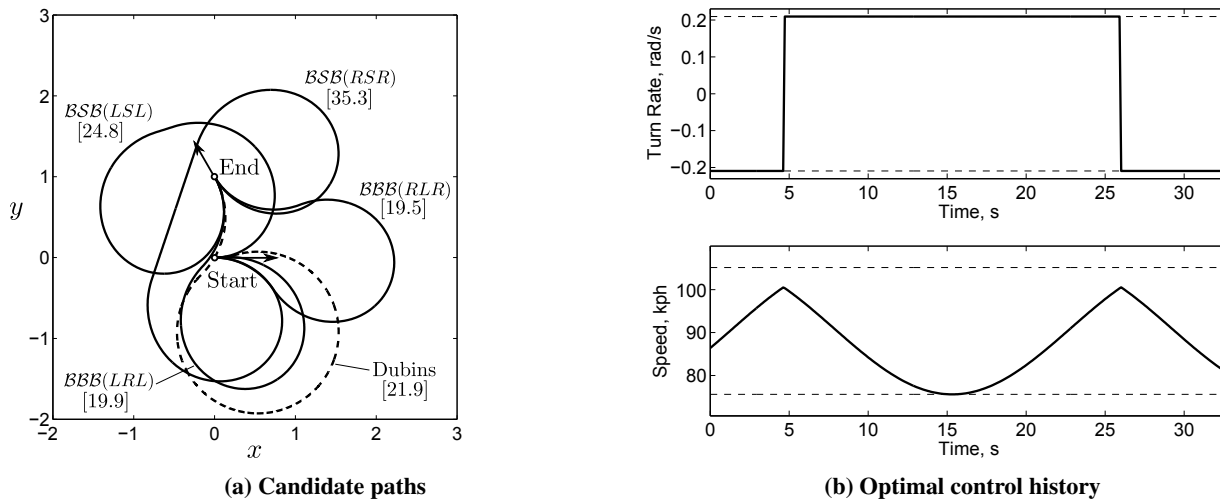 3
2
1
0
−1
−2
−2
−1
0
1
2
3
y
x
BSB(RSR)
[35.3]
BSB(LSL)
[24.8]
End
BBB(RLR)
[19.5]
Start
BBB(LRL)
[19.9]
Dubins
[21.9]
(a) Candidate paths
Turn Rate, rad/s
0.2
0.1
0
−0.1
−0.2
0 5 10 15 20 25 30
Time, s
Speed, kph
100
90
80
0 5 10 15 20 25 30
Time, s
(b) Optimal control history